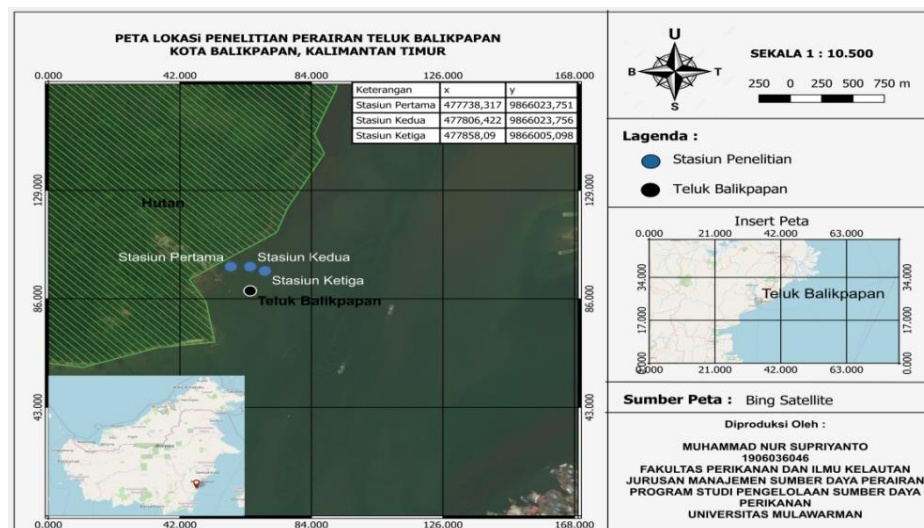 PETA LOKASi PENELITIAN PERAIRAN TELUK BALIKPAPAN
KOTA BALIKPAPAN, KALIMANTAN TIMUR
0.000 42.000 84.000 126.000 168.000
Keterangan x y
Stasiun Pertama 477738,317 9866023,751
Stasiun Kedua 477806,422 9866023,756
Stasiun Ketiga 477858,09 9866005,098
129.000 129.000
Hutan
Stasiun Pertama Stasiun Kedua
Stasiun Ketiga
Teluk Balikpapan
86.000 86.000
43.000 43.000
0.000 42.000 84.000 126.000 168.000
U
B T
S
SEKALA 1 : 10.500
250 0 250 500 750 m
Lagenda :
Stasiun Penelitian
Teluk Balikpapan
Insert Peta
0.000 21.000 42.000 63.000
34.000 34.000
Teluk Balikpapan
17.000 17.000
0.000
21.000 42.000 63.000
Sumber Peta : Bing Satellite
Diproduksi Oleh :
MUHAMMAD NUR SUPRIYANTO
1906036046
FAKULTAS PERIKANAN DAN ILMU KELAUTAN
JURUSAN MANAJEMEN SUMBER DAYA PERAIRAN
PROGRAM STUDI PENGELOLAAN SUMBER DAYA
PERIKANAN
UNIVERSITAS MULAWARMAN